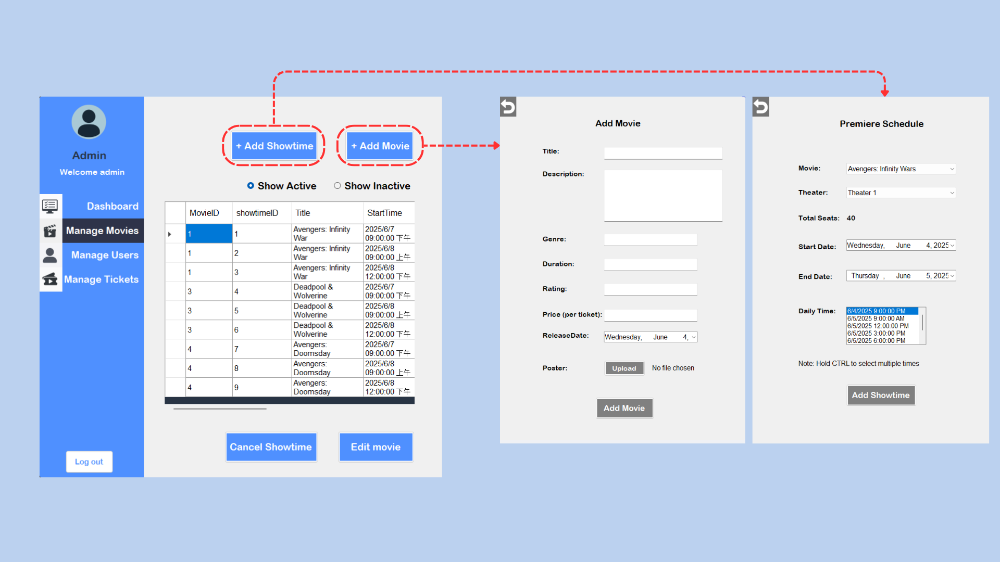 Admin
Welcome admin
Dashboard
Manage Movies
Manage Users
Manage Tickets
Log out
+ Add Showtime
+ Add Movie
Show Active
Show Inactive
MovieID showtimeID Title StartTime
1 1 Avengers: Infinity War 2025/6/7 09:00:00 下午
1 2 Avengers: Infinity War 2025/6/8 09:00:00 上午
1 3 Avengers: Infinity War 2025/6/8 12:00:00 下午
3 4 Deadpool & Wolverine 2025/6/7 09:00:00 下午
3 5 Deadpool & Wolverine 2025/6/8 09:00:00 上午
3 6 Deadpool & Wolverine 2025/6/8 12:00:00 下午
4 7 Avengers: Doomsday 2025/6/7 09:00:00 下午
4 8 Avengers: Doomsday 2025/6/8 09:00:00 上午
4 9 Avengers: Doomsday 2025/6/8 12:00:00 下午
Cancel Showtime
Edit movie
Add Movie
Title:
Description:
Genre:
Duration:
Rating:
Price (per ticket):
ReleaseDate: Wednesday, June 4,
Poster: Upload No file chosen
Add Movie
Premiere Schedule
Movie: Avengers: Infinity Wars
Theater: Theater 1
Total Seats: 40
Start Date: Wednesday, June 4, 2025
End Date: Thursday , June 5, 2025
Daily Time: 6/4/2025 9:00:00 PM
6/5/2025 9:00:00 AM
6/5/2025 12:00:00 PM
6/5/2025 3:00:00 PM
6/5/2025 6:00:00 PM
Note: Hold CTRL to select multiple times
Add Showtime